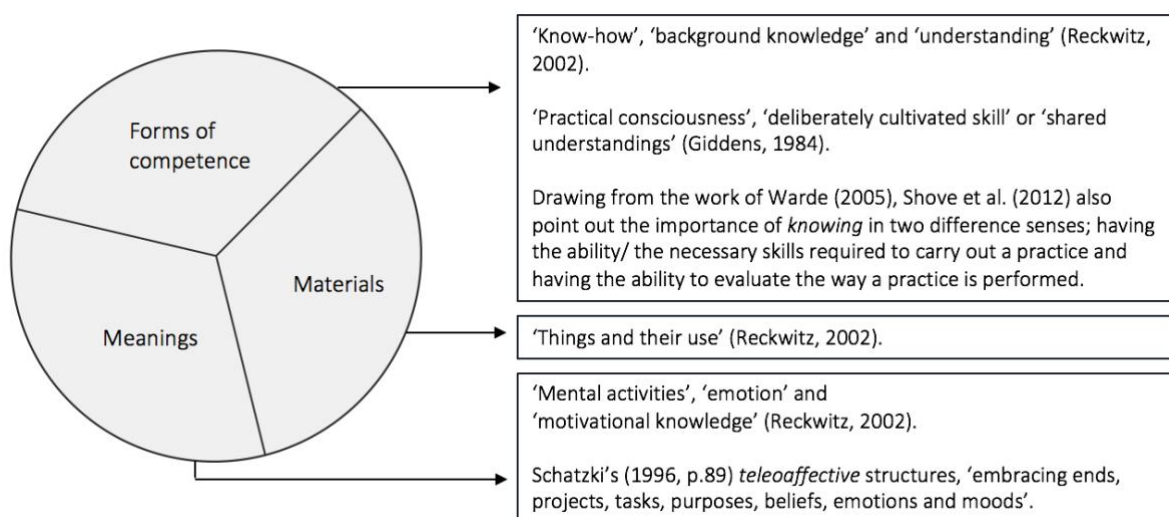 Forms of
competence
Materials
Meanings
‘Know-how’, ‘background knowledge’ and ‘understanding’ (Reckwitz,
2002).
‘Practical consciousness’, ‘deliberately cultivated skill’ or ‘shared
understandings’ (Giddens, 1984).
Drawing from the work of Warde (2005), Shove et al. (2012) also
point out the importance of knowing in two difference senses; having
the ability/ the necessary skills required to carry out a practice and
having the ability to evaluate the way a practice is performed.
‘Things and their use’ (Reckwitz, 2002).
‘Mental activities’, ‘emotion’ and
‘motivational knowledge’ (Reckwitz, 2002).
Schatzki’s (1996, p.89) teleoaffective structures, ‘embracing ends,
projects, tasks, purposes, beliefs, emotions and moods’.